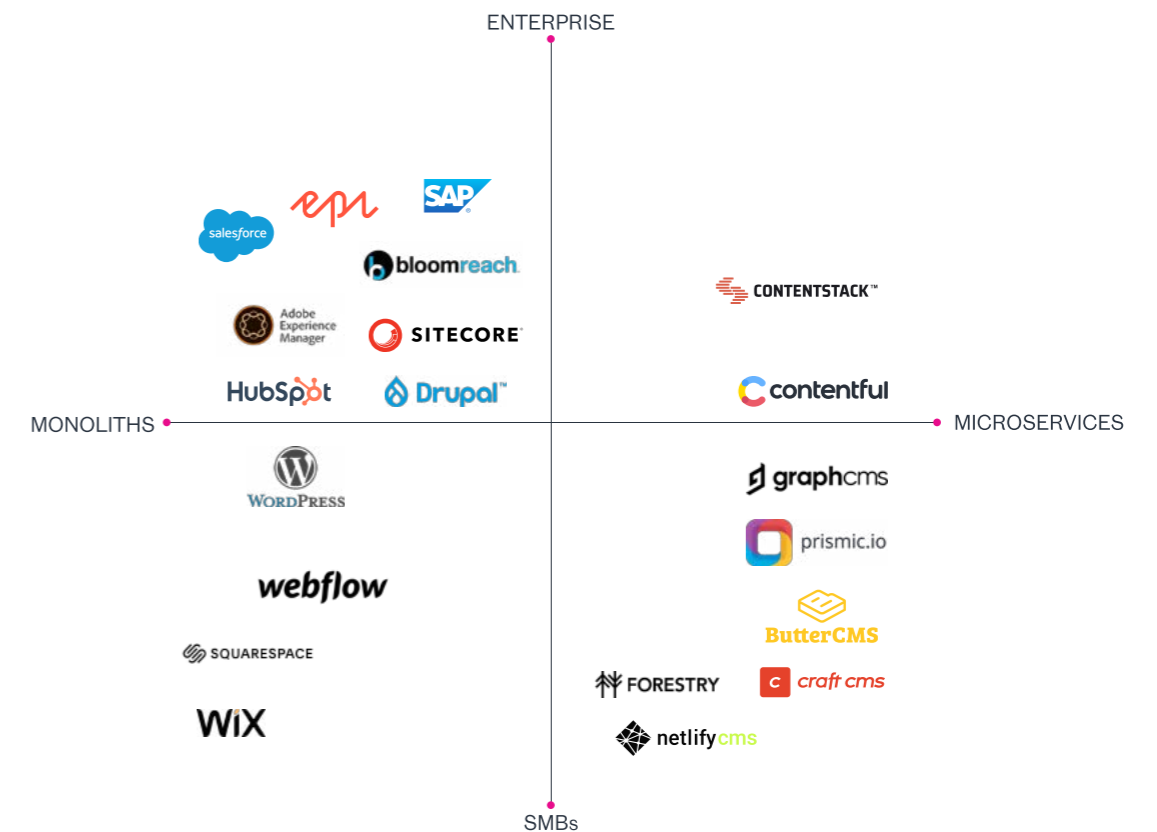 ENTERPRISE
epi
SAP®
salesforce
bloomreach
CONTENTSTACK™
Adobe
Experience
Manager
SITECORE®
HubSpot
Drupal™
contentful
MONOLITHS
MICROSERVICES
WORDPRESS
graphcms
prismic.io
webflow
ButterCMS
SQUARESPACE
FORESTRY
c craft cms
WiX
netlifycms
SMBs